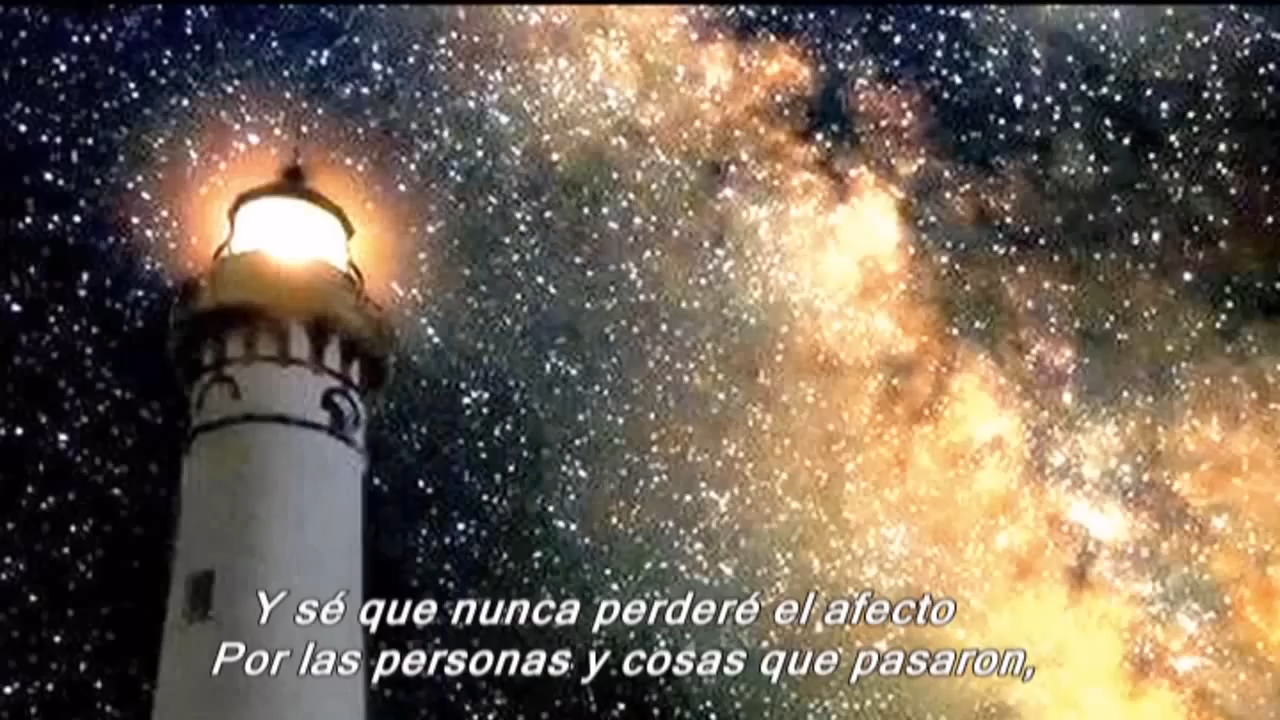 Y sé que nunca perderé el afecto
Por las personas y cosas que pasaron,